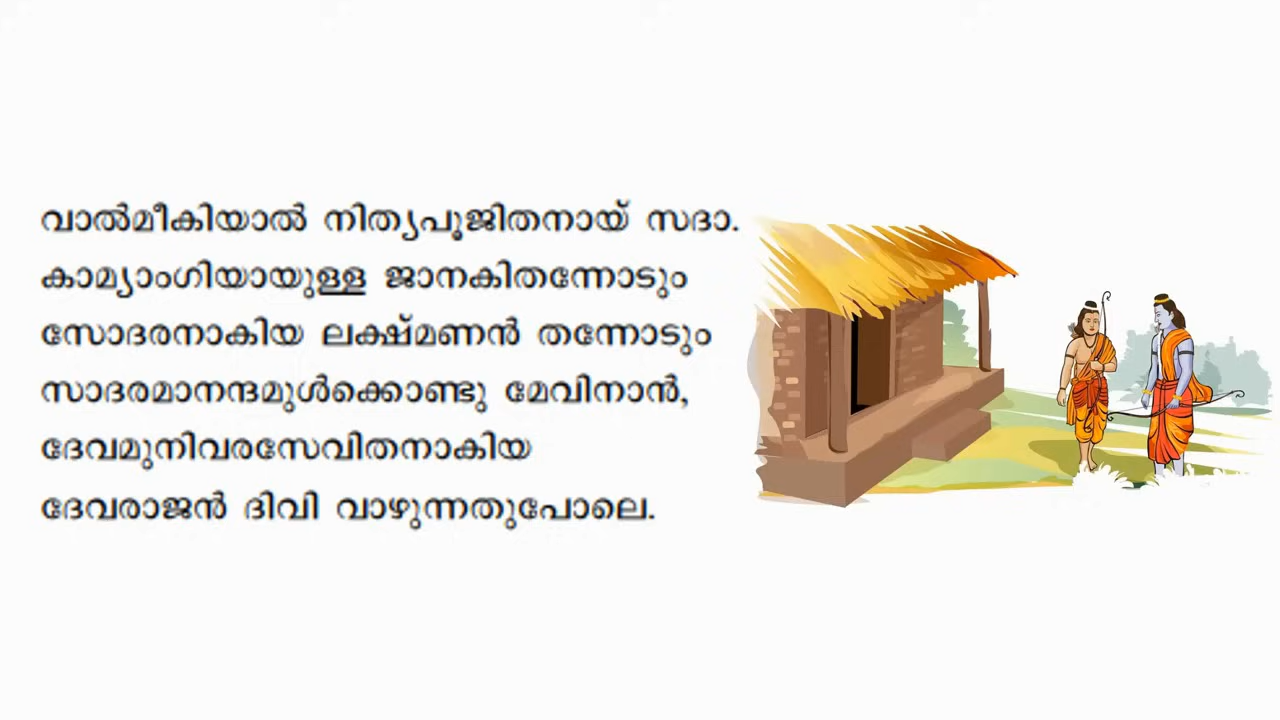 വാൽമീകിയാൽ നിത്യപൂജിതനായ് സദാ.
കാമ്യാംഗിയായുള്ള ജാനകിതന്നോടും
സോദരനാകിയ ലക്ഷ്മണൻ തന്നോടും
സാദരമാനന്ദമുൾക്കൊണ്ടു മേവിനാൻ,
ദേവമുനിവരസേവിതനാകിയ
ദേവരാജൻ ദിവി വാഴുന്നതുപോലെ.